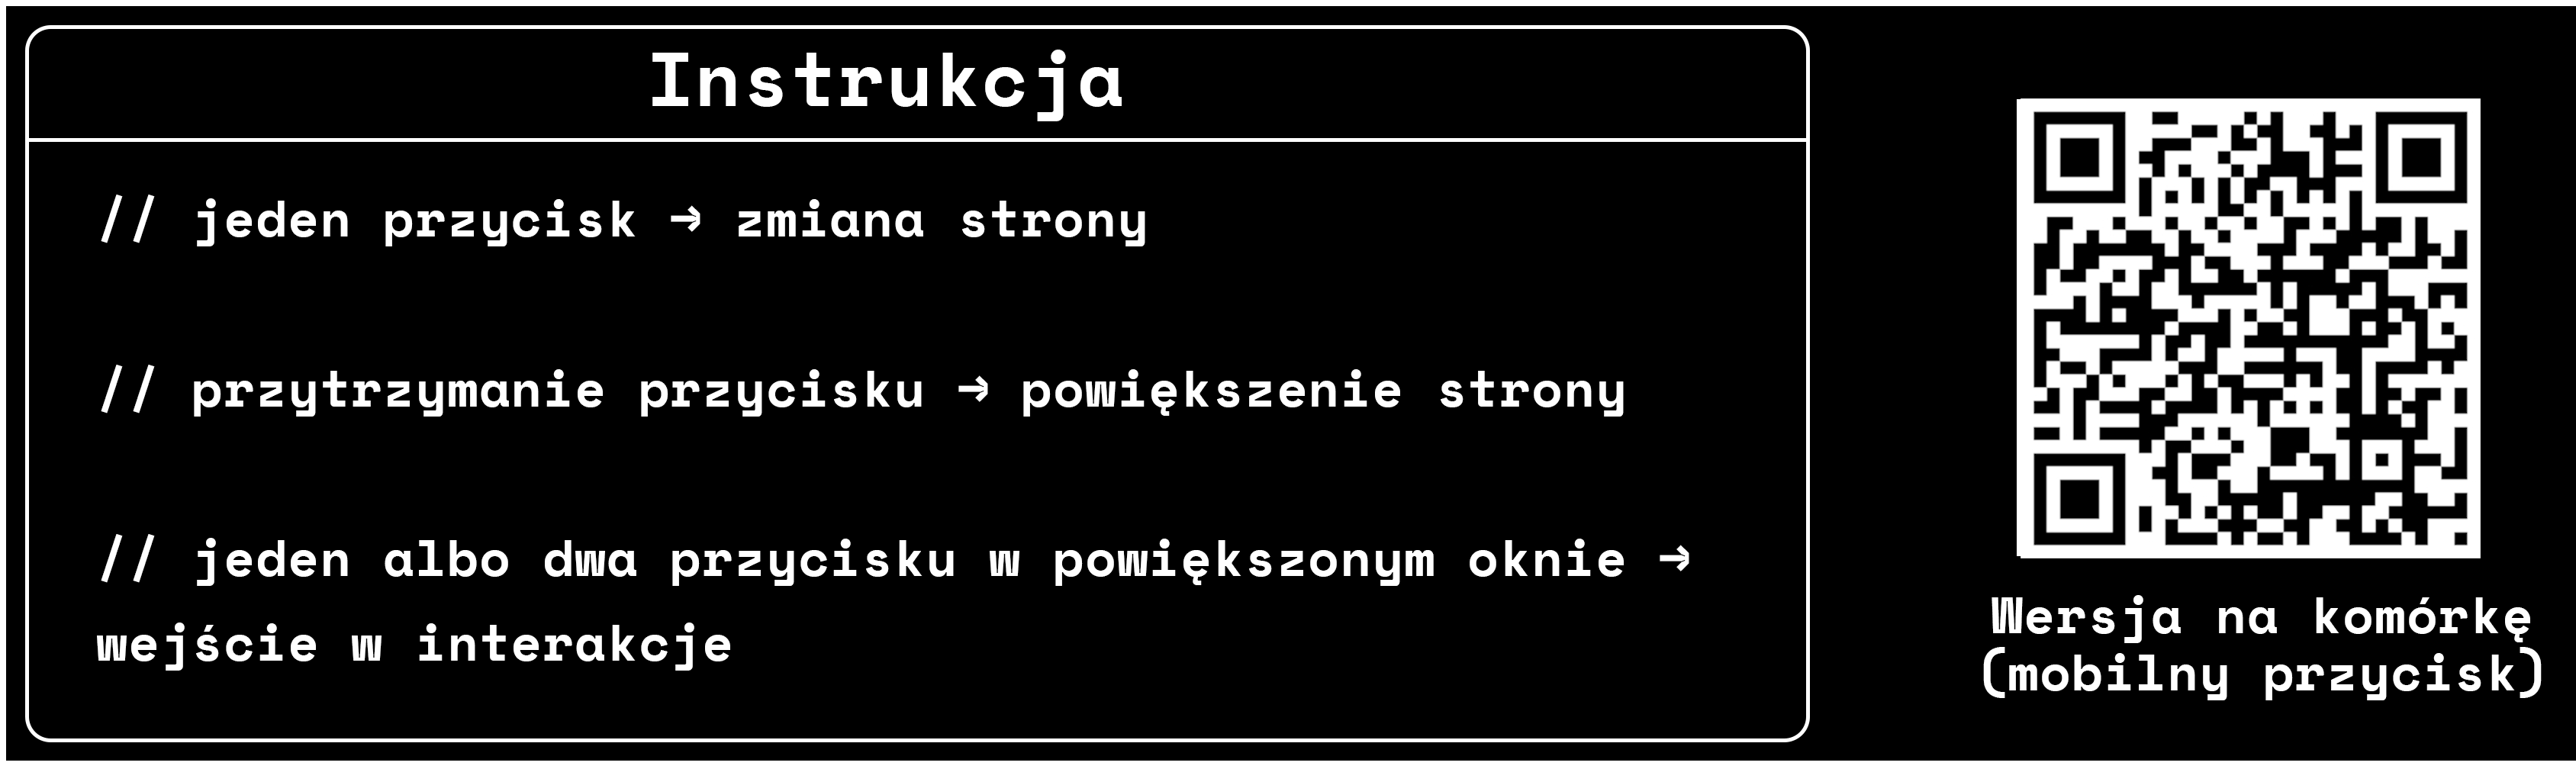 Instrukcja
// jeden przycisk → zmiana strony
// przytrzymanie przycisku → powiększenie strony
// jeden albo dwa przycisku w powiększonym oknie →
wejście w interakcje
Wersja na komórkę
(mobilny przycisk)